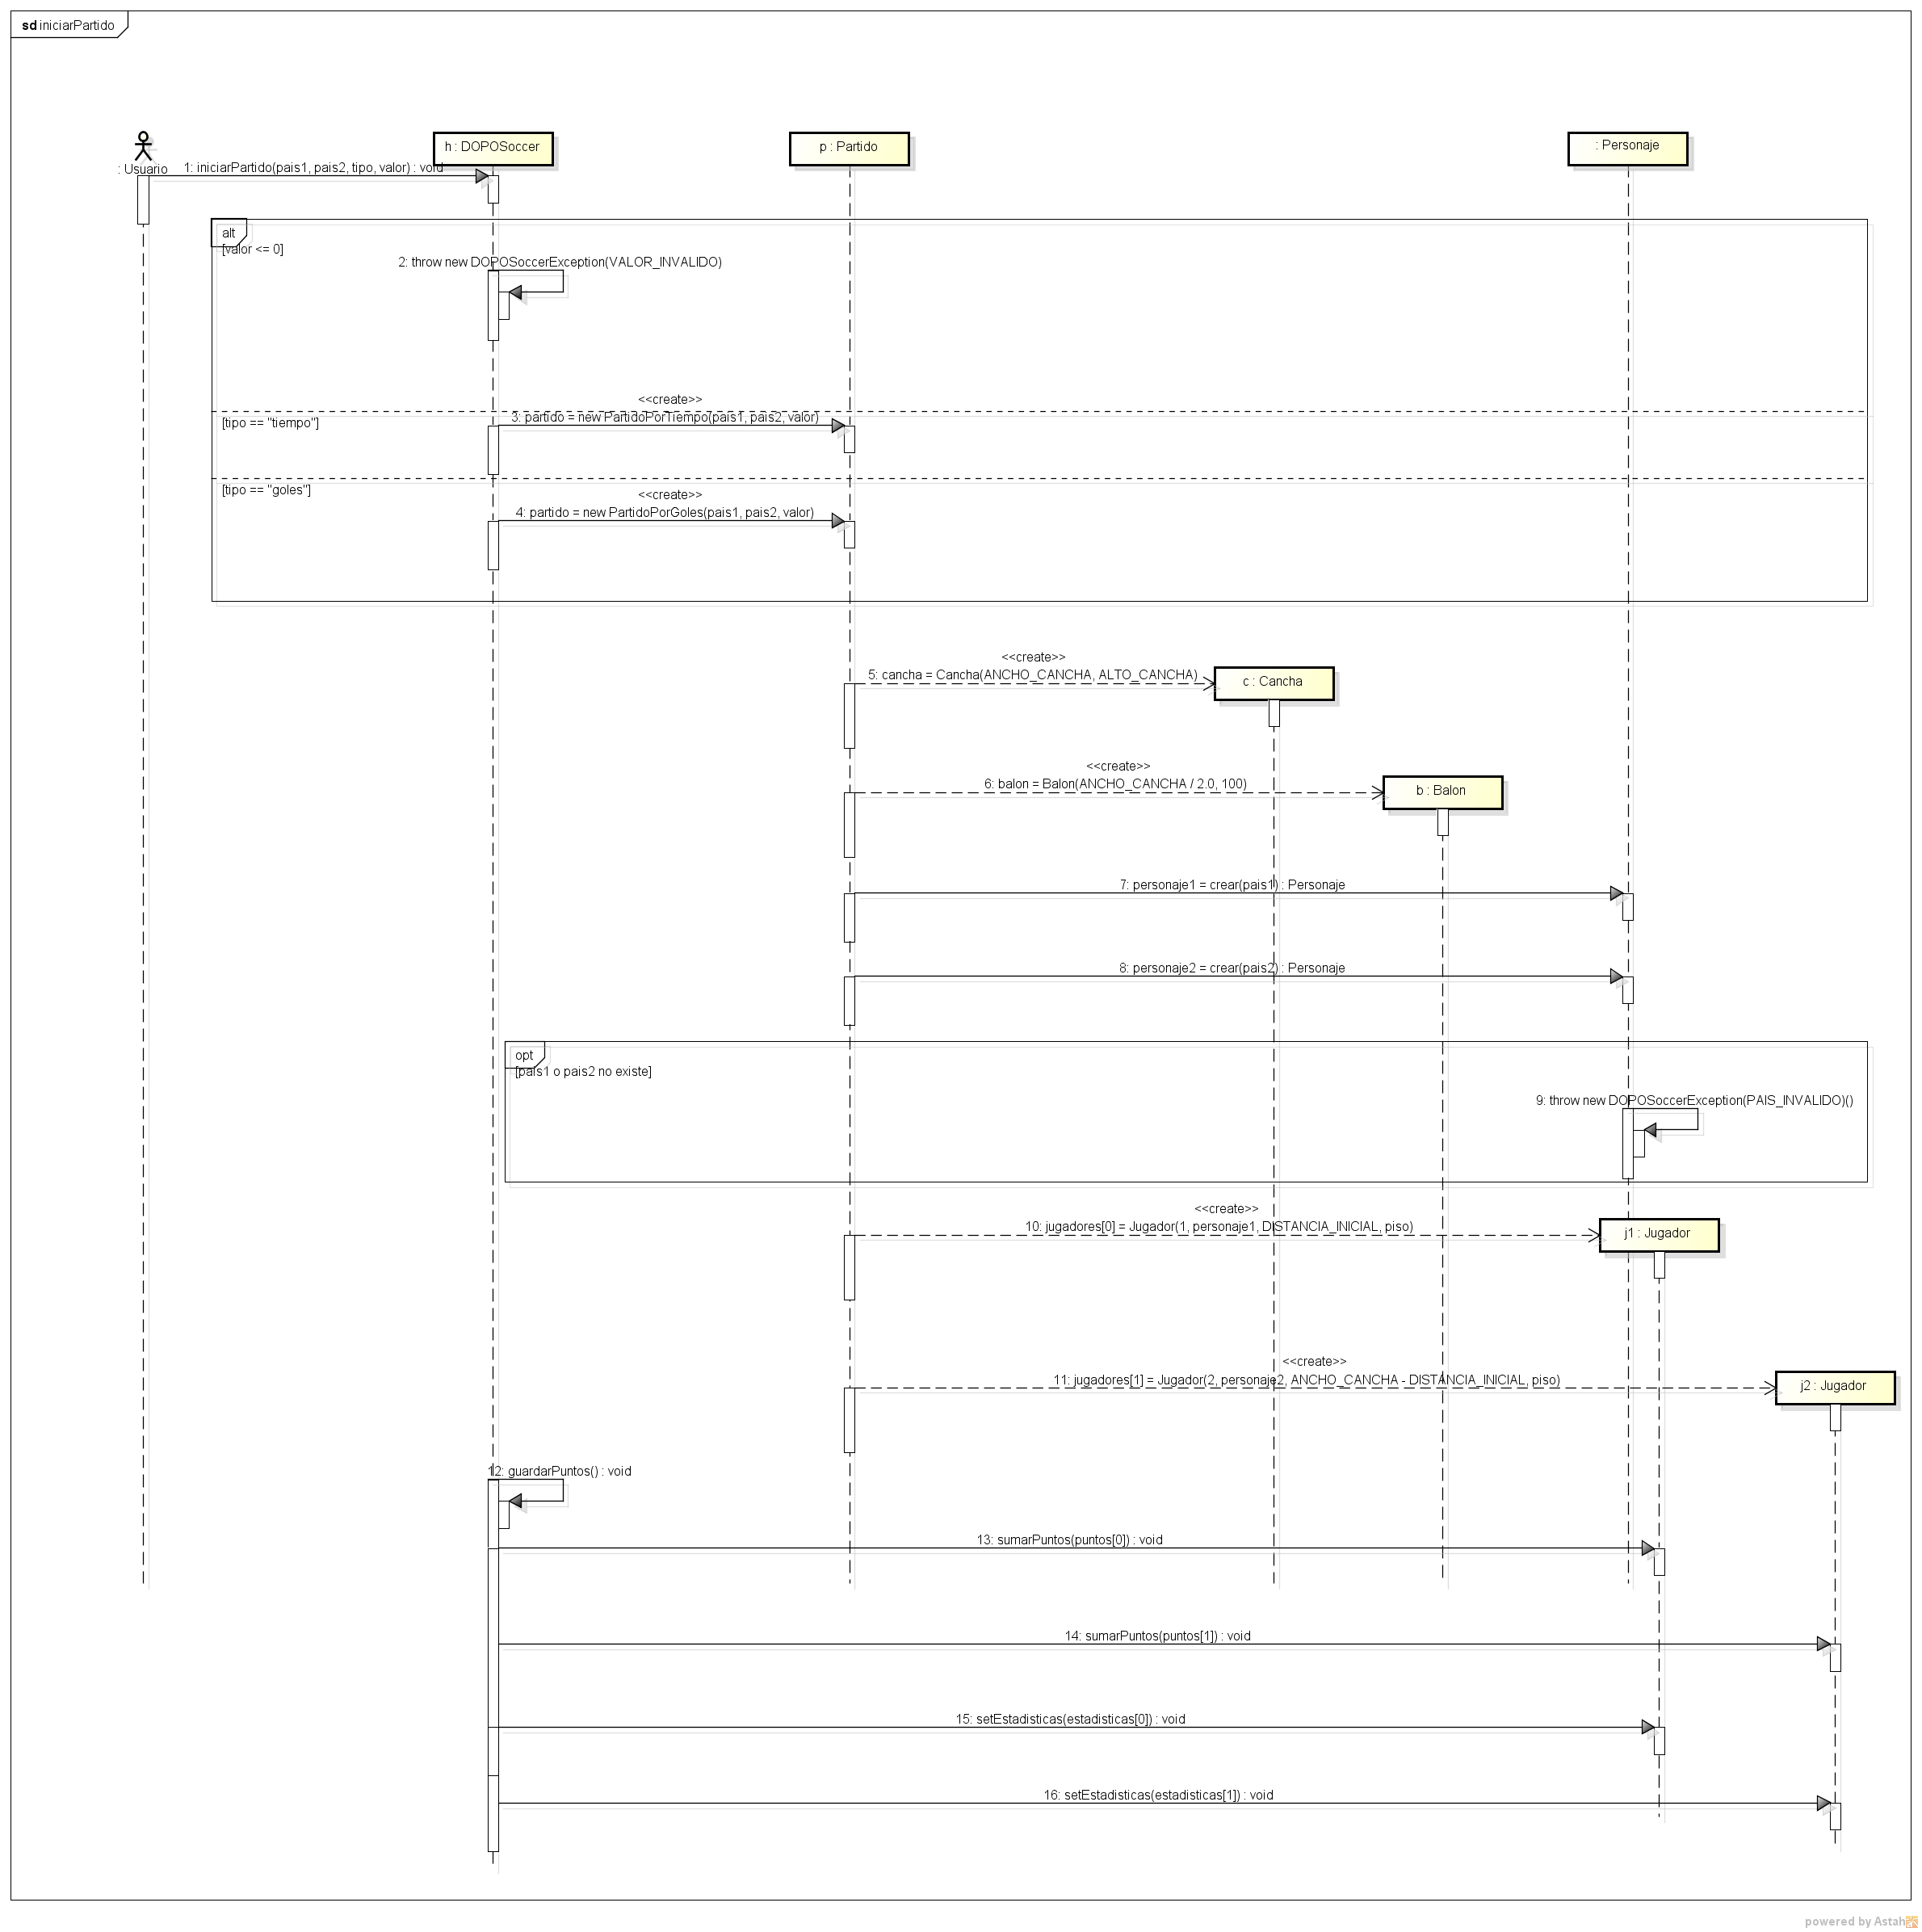 sd iniciarPartido
: Usuario
h : DOPOSoccer
p : Partido
: Personaje
1: iniciarPartido(pais1, pais2, tipo, valor) : void
alt
[valor <= 0]
2: throw new DOPOSoccerException(VALOR_INVALIDO)
<<create>>
3: partido = new PartidoPorTiempo(pais1, pais2, valor)
[tipo == "tiempo"]
[tipo == "goles"]
<<create>>
4: partido = new PartidoPorGoles(pais1, pais2, valor)
<<create>>
5: cancha = Cancha(ANCHO_CANCHA, ALTO_CANCHA)
c : Cancha
<<create>>
6: balon = Balon(ANCHO_CANCHA / 2.0, 100)
b : Balon
7: personaje1 = crear(pais1) : Personaje
8: personaje2 = crear(pais2) : Personaje
opt
[pais1 o pais2 no existe]
9: throw new DOPOSoccerException(PAIS_INVALIDO)()
<<create>>
10: jugadores[0] = Jugador(1, personaje1, DISTANCIA_INICIAL, piso)
j1 : Jugador
<<create>>
11: jugadores[1] = Jugador(2, personaje2, ANCHO_CANCHA - DISTANCIA_INICIAL, piso)
j2 : Jugador
12: guardarPuntos() : void
13: sumarPuntos(puntos[0]) : void
14: sumarPuntos(puntos[1]) : void
15: setEstadisticas(estadisticas[0]) : void
16: setEstadisticas(estadisticas[1]) : void
powered by Astah